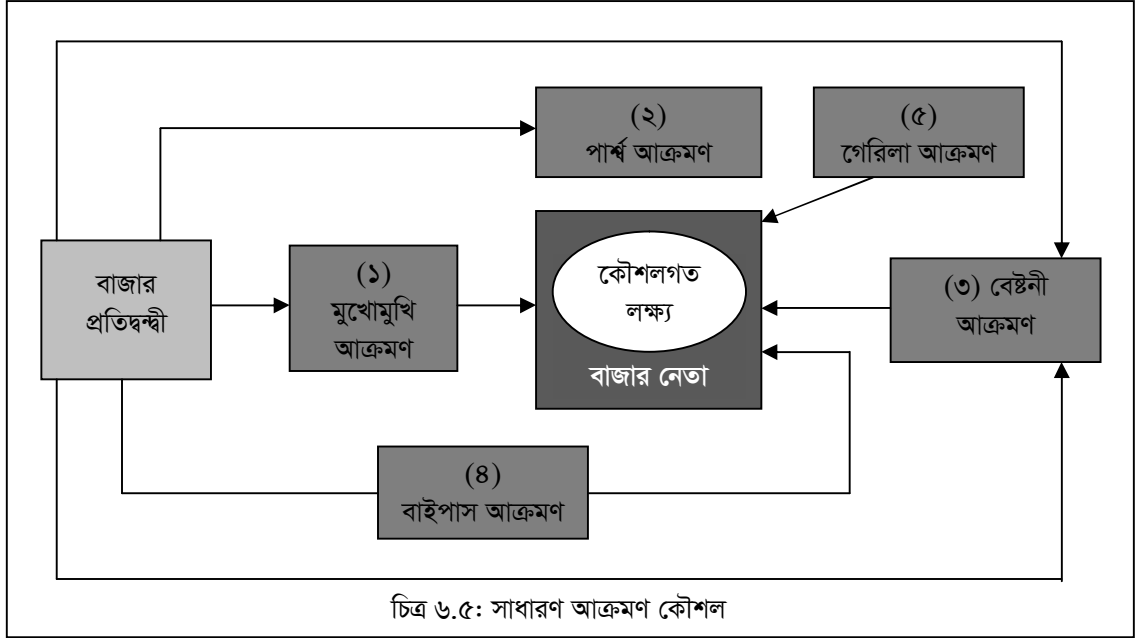 (২)
পার্শ্ব আক্রমণ
(৫)
গেরিলা আক্রমণ
বাজার
প্রতিদ্বন্দ্বী
(১)
মুখোমুখি
আক্রমণ
কৌশলগত
লক্ষ্য
বাজার নেতা
(৩) বেষ্টনী
আক্রমণ
(৪)
বাইপাস আক্রমণ
চিত্র ৬.৫: সাধারণ আক্রমণ কৌশল